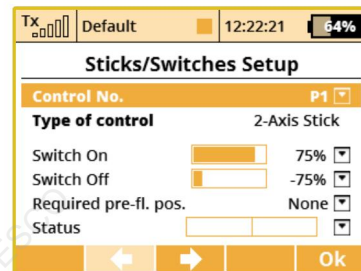 Tx Default 12:22:21 64%
Sticks/Switches Setup
Control No. P1
Type of control 2-Axis Stick
Switch On 75%
Switch Off -75%
Required pre-fl. pos. None
Status
Ok
ESCO